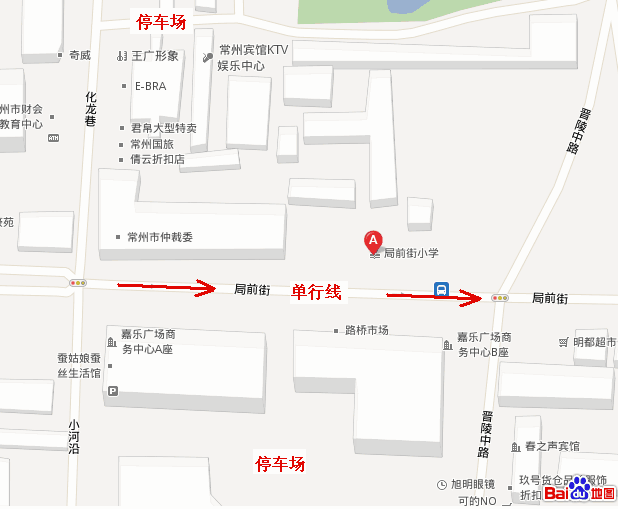 停车场
奇威
王广形象
常州宾馆KTV
娱乐中心
E-BRA
化龙巷
州市财会
教育中心
君帛大型特卖
常州国旅
倩云折扣店
晋陵中路
苑
常州市仲裁委
A
局前街小学
局前街
单行线
局前街
嘉乐广场商
务中心A座
路桥市场
嘉乐广场商
务中心B座
明都超市
蚕姑娘蚕
丝生活馆
P
小河沿
晋陵中路
春之声宾馆
停车场
旭明眼镜
可的NO
玖号货仓品
服饰
折扣
Bai du 地图